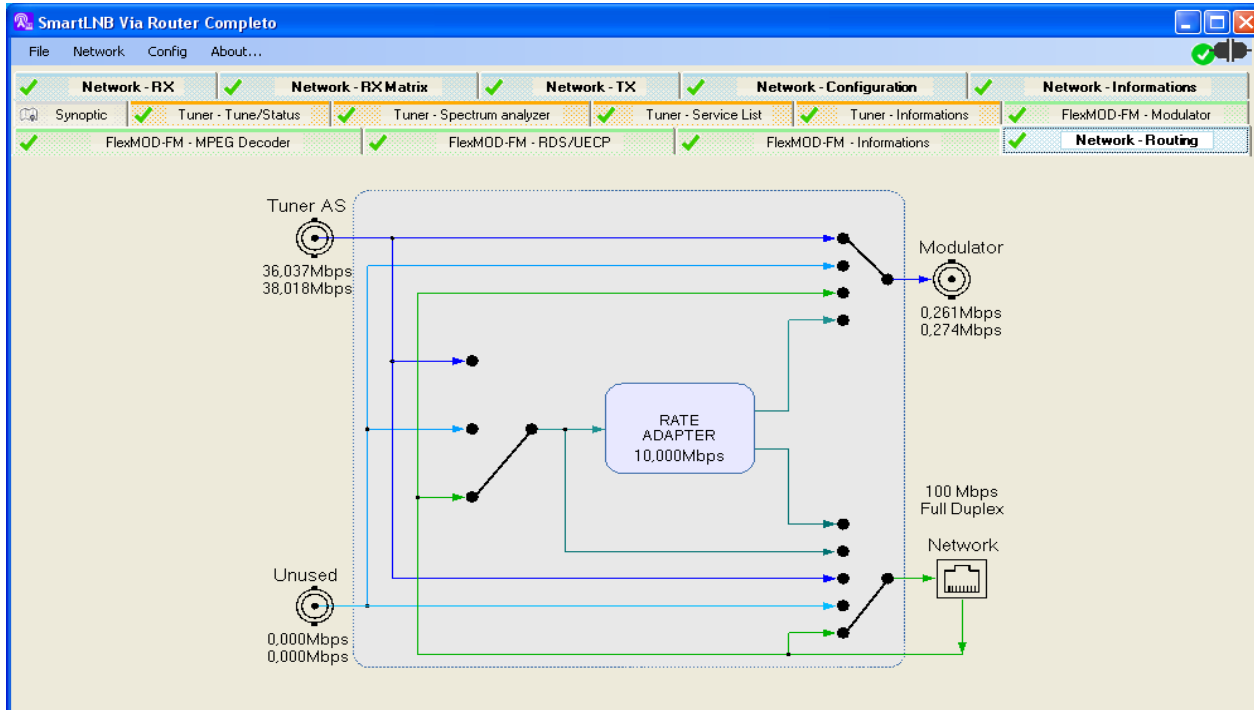 SmartLNB Via Router Completo
File Network Config About...
Network - RX Network - RX Matrix Network - TX Network - Configuration Network - Informations
Synoptic Tuner - Tune/Status Tuner - Spectrum analyzer Tuner - Service List Tuner - Informations FlexMOD-FM - Modulator
FlexMOD-FM - MPEG Decoder FlexMOD-FM - RDS/UECP FlexMOD-FM - Informations Network - Routing
Tuner AS
36,037Mbps
38,018Mbps
Modulator
0,261Mbps
0,274Mbps
RATE
ADAPTER
10,000Mbps
100 Mbps
Full Duplex
Network
Unused
0,000Mbps
0,000Mbps